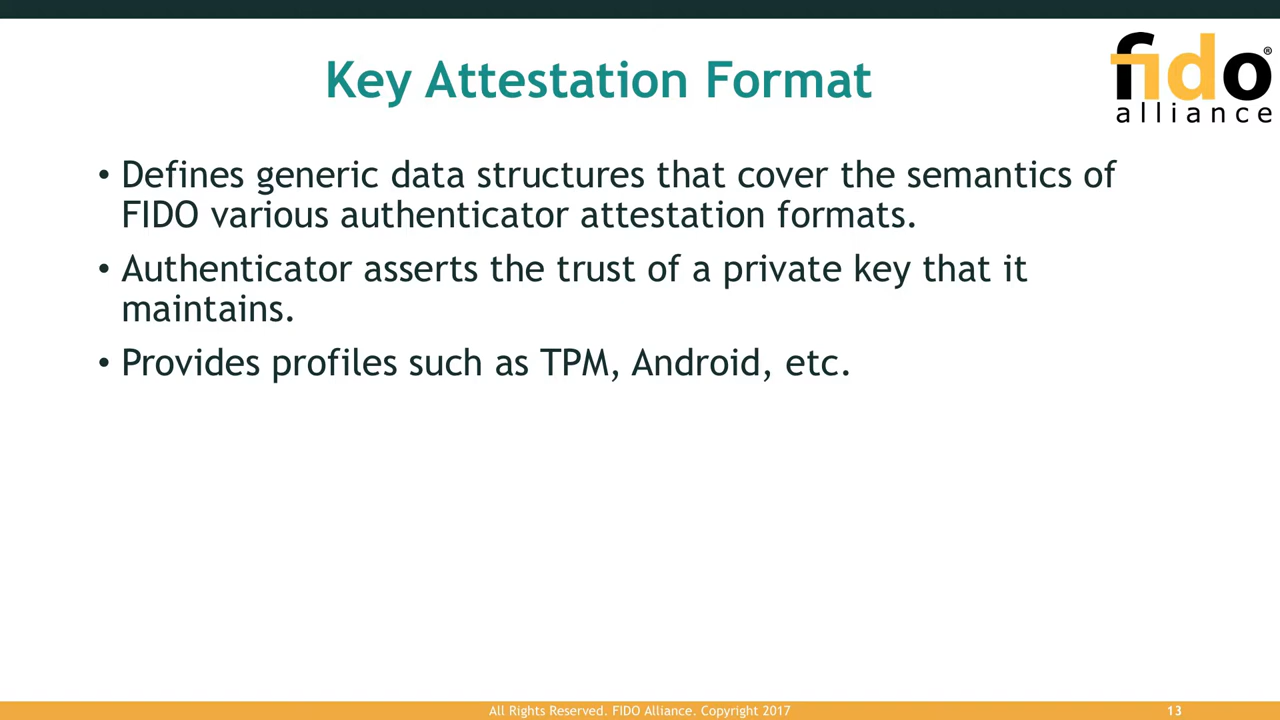 Key Attestation Format
fido®
alliance
• Defines generic data structures that cover the semantics of
FIDO various authenticator attestation formats.
• Authenticator asserts the trust of a private key that it
maintains.
• Provides profiles such as TPM, Android, etc.
All Rights Reserved. FIDO Alliance. Copyright 2017
13